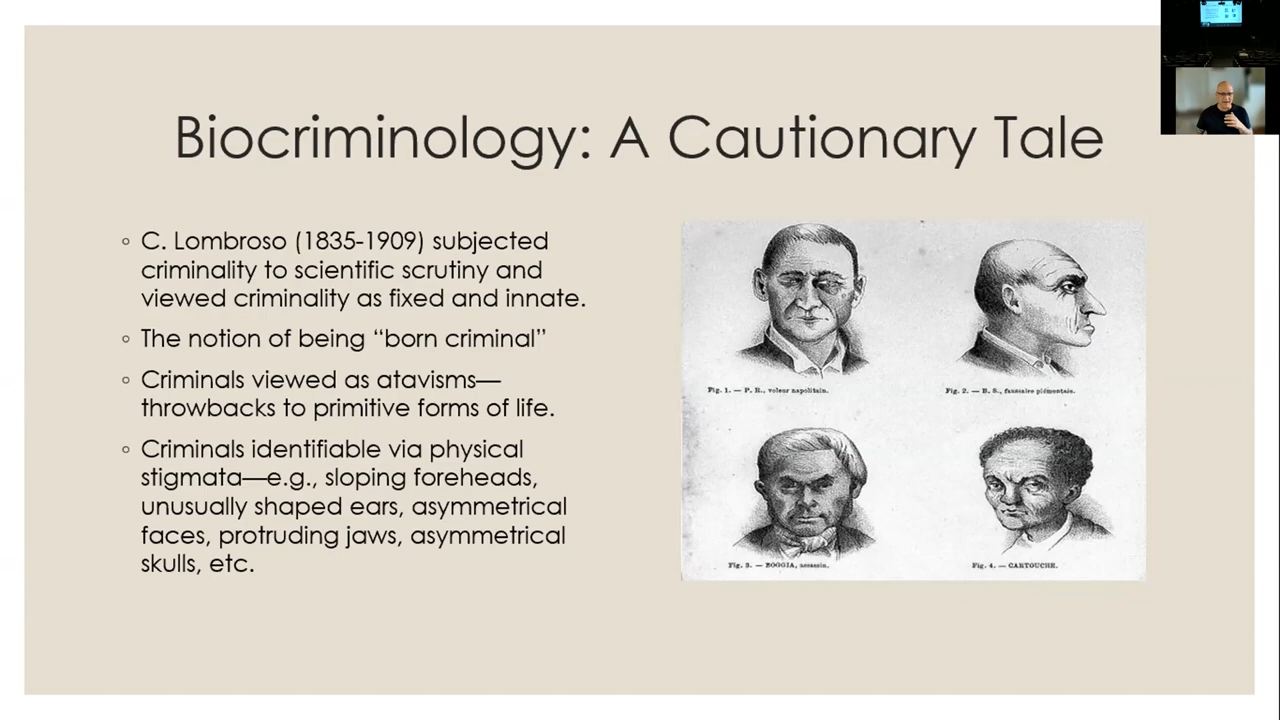 Biocriminology: A Cautionary Tale
◦ C. Lombroso (1835-1909) subjected
criminality to scientific scrutiny and
viewed criminality as fixed and innate.
◦ The notion of being “born criminal”
◦ Criminals viewed as atavisms—
throwbacks to primitive forms of life.
◦ Criminals identifiable via physical
stigmata—e.g., sloping foreheads,
unusually shaped ears, asymmetrical
faces, protruding jaws, asymmetrical
skulls, etc.
Fig. 1. — P. R., voleur napolitain.
Fig. 2. — B. S., faussaire piémontais.
Fig. 3. — BOGGIA, assassin.
Fig. 4. — CARTOUCHE.